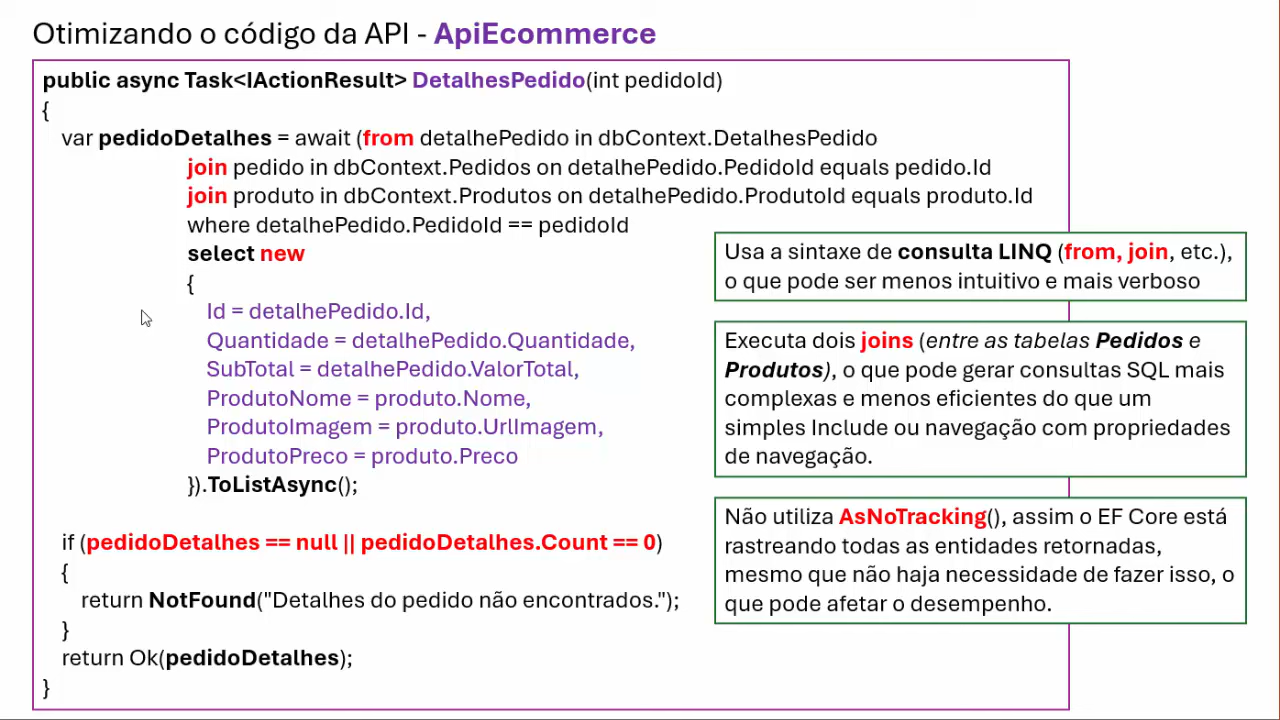 Otimizando o código da API - ApiEcommerce
public async Task<IActionResult> DetalhesPedido(int pedidoId)
{
var pedidoDetalhes = await (from detalhePedido in dbContext.DetalhesPedido
join pedido in dbContext.Pedidos on detalhePedido.PedidoId equals pedido.Id
join produto in dbContext.Produtos on detalhePedido.ProdutoId equals produto.Id
where detalhePedido.PedidoId == pedidoId
select new
{
Id = detalhePedido.Id,
Quantidade = detalhePedido.Quantidade,
SubTotal = detalhePedido.ValorTotal,
ProdutoNome = produto.Nome,
ProdutoImagem = produto.UrlImagem,
ProdutoPreco = produto.Preco
}).ToListAsync();
if (pedidoDetalhes == null || pedidoDetalhes.Count == 0)
{
return NotFound("Detalhes do pedido não encontrados.");
}
return Ok(pedidoDetalhes);
}
Usa a sintaxe de consulta LINQ (from, join, etc.),
o que pode ser menos intuitivo e mais verboso
Executa dois joins (entre as tabelas Pedidos e
Produtos), o que pode gerar consultas SQL mais
complexas e menos eficientes do que um
simples Include ou navegação com propriedades
de navegação.
Não utiliza AsNoTracking(), assim o EF Core está
rastreando todas as entidades retornadas,
mesmo que não haja necessidade de fazer isso, o
que pode afetar o desempenho.